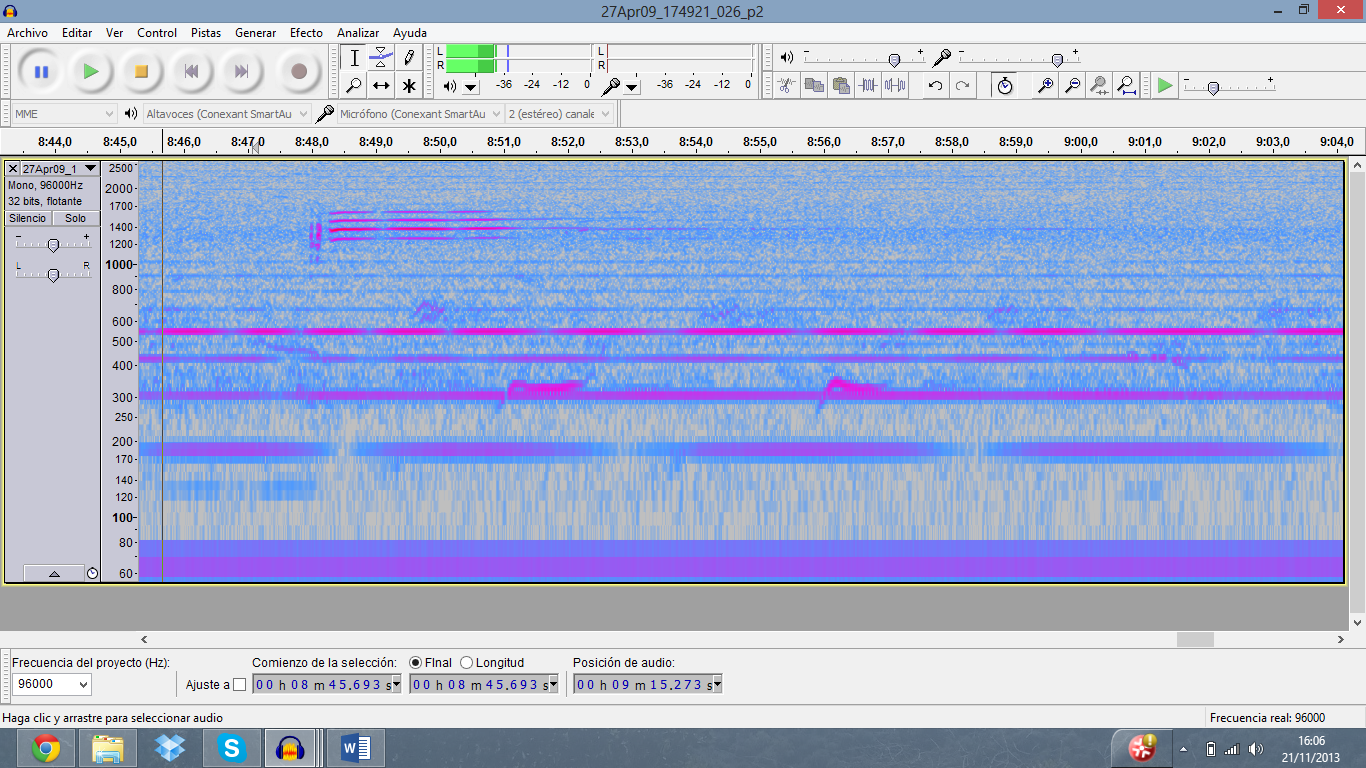 27Apr09_174921_026_p2
Archivo Editar Ver Control Pistas Generar Efecto Analizar Ayuda
L
R
-36 -24 -12 0
L
R
-36 -24 -12 0
MME
Altavoces (Conexant SmartAu
Micrófono (Conexant SmartAu
2 (estéreo) canale
8:44,0 8:45,0 8:46,0 8:47,0 8:48,0 8:49,0 8:50,0 8:51,0 8:52,0 8:53,0 8:54,0 8:55,0 8:56,0 8:57,0 8:58,0 8:59,0 9:00,0 9:01,0 9:02,0 9:03,0 9:04,0
27Apr09_1
Mono, 96000Hz
32 bits, flotante
Silencio Solo
- +
L R
2500
2000
1700
1400
1200
1000
800
600
500
400
300
250
200
170
140
120
100
80
60
Frecuencia del proyecto (Hz):
96000
Ajuste a
Comienzo de la selección:
FInal Longitud
Posición de audio:
00 h 08 m 45.693 s
00 h 08 m 45.693 s
00 h 09 m 15.273 s
Haga clic y arrastre para seleccionar audio
Frecuencia real: 96000
16:06
21/11/2013